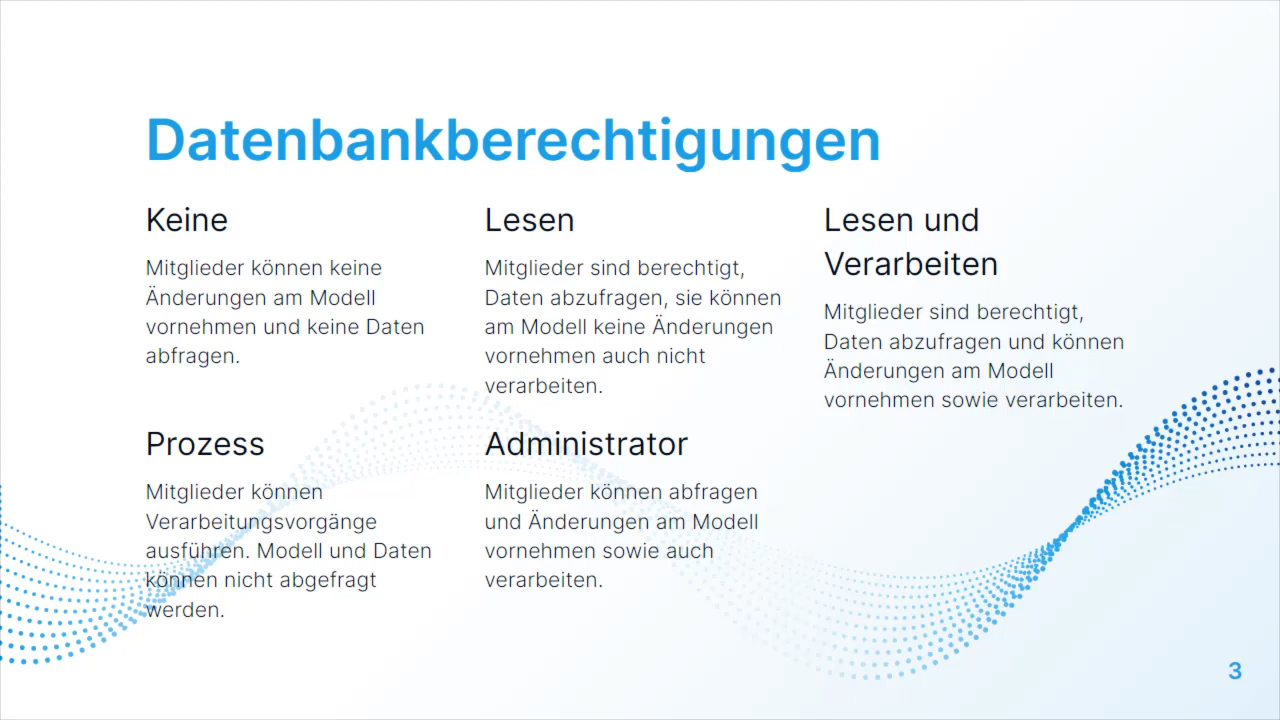 Datenbankberechtigungen
Keine
Mitglieder können keine
Änderungen am Modell
vornehmen und keine Daten
abfragen.
Lesen
Mitglieder sind berechtigt,
Daten abzufragen, sie können
am Modell keine Änderungen
vornehmen auch nicht
verarbeiten.
Lesen und
Verarbeiten
Mitglieder sind berechtigt,
Daten abzufragen und können
Änderungen am Modell
vornehmen sowie verarbeiten.
Prozess
Mitglieder können
Verarbeitungsvorgänge
ausführen. Modell und Daten
können nicht abgefragt
werden.
Administrator
Mitglieder können abfragen
und Änderungen am Modell
vornehmen sowie auch
verarbeiten.
3